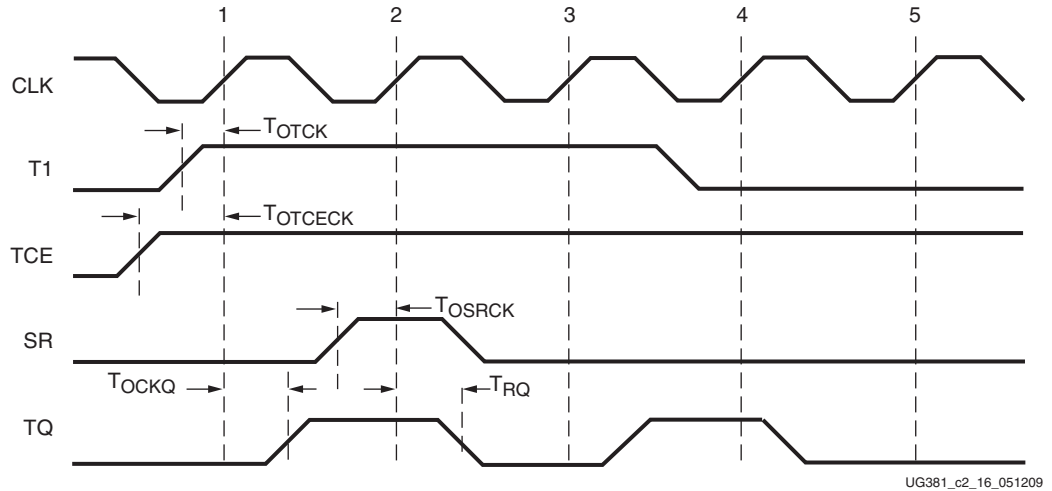 1 2 3 4 5
CLK
TOTCK
T1
TOTCECK
TCE
TOSRCK
SR
TOCKQ TRQ
TQ
UG381_c2_16_051209